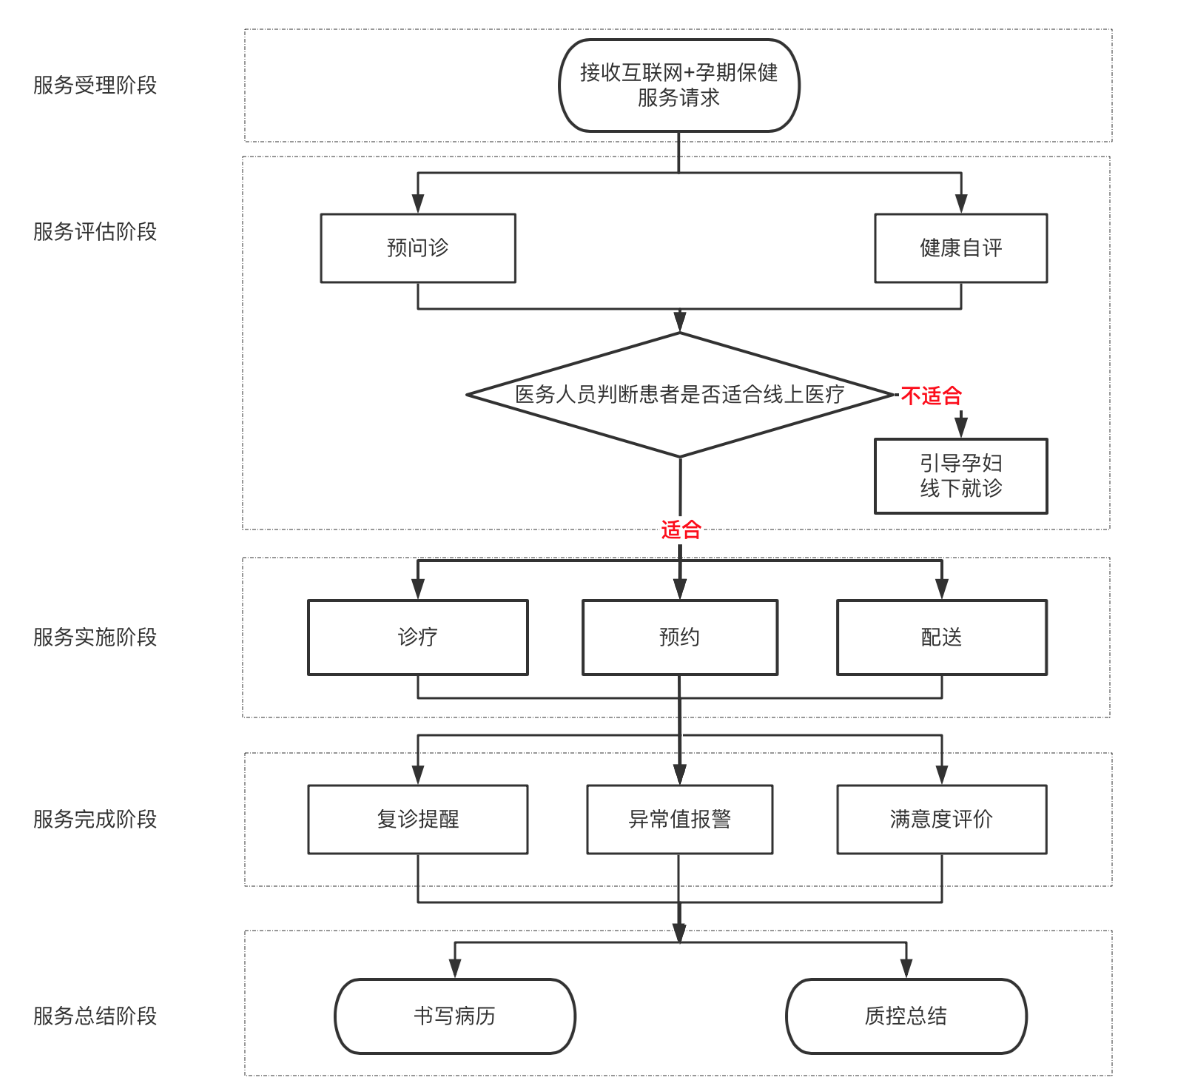 服务受理阶段
接收互联网+孕期保健
服务请求
服务评估阶段
预问诊
健康自评
医务人员判断患者是否适合线上医疗
不适合
引导孕妇
线下就诊
适合
服务实施阶段
诊疗
预约
配送
服务完成阶段
复诊提醒
异常值报警
满意度评价
服务总结阶段
书写病历
质控总结